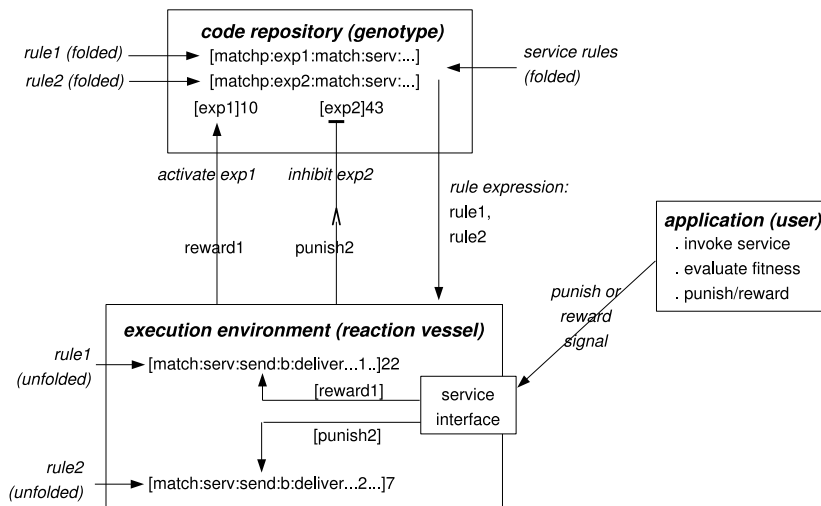 code repository (genotype)
rule1 (folded)
[matchp:exp1:match:serv:...]
rule2 (folded)
[matchp:exp2:match:serv:...]
service rules
(folded)
[exp1]10
[exp2]43
activate exp1
inhibit exp2
rule expression:
rule1,
rule2
reward1
punish2
application (user)
. invoke service
. evaluate fitness
. punish/reward
punish or
reward
signal
execution environment (reaction vessel)
rule1
(unfolded)
[match:serv:send:b:deliver...1..]22
[reward1]
service
interface
[punish2]
rule2
(unfolded)
[match:serv:send:b:deliver...2...]7